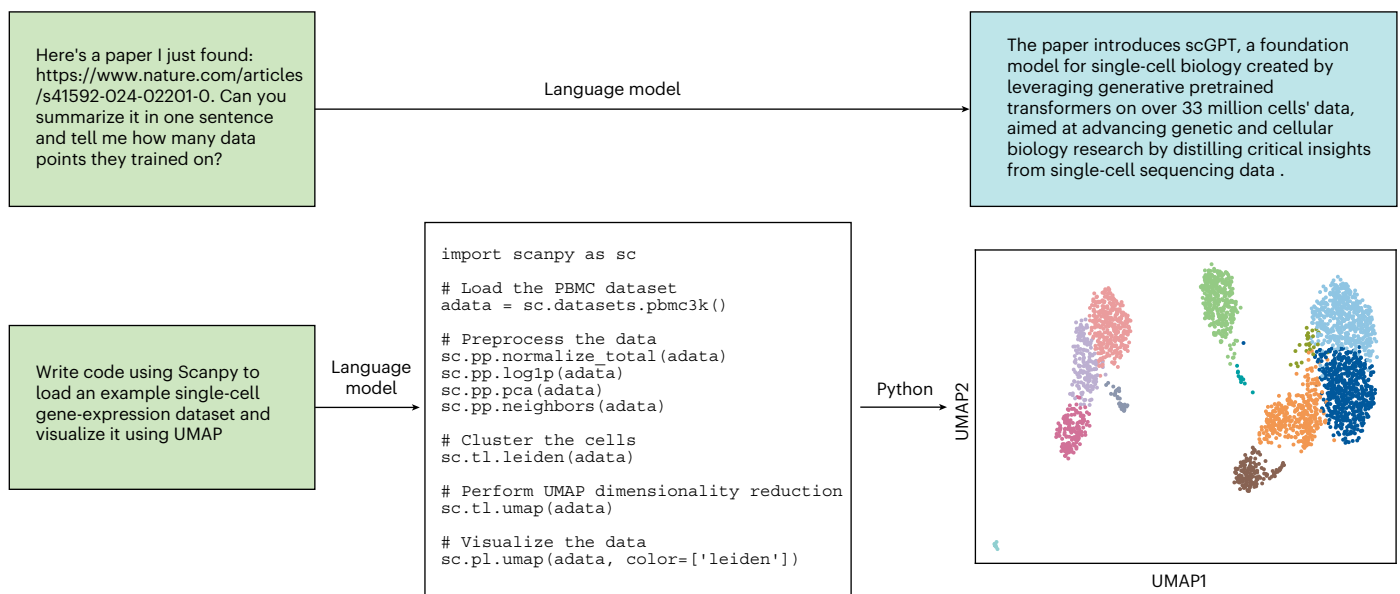 Here's a paper I just found:
https://www.nature.com/articles
/s41592-024-02201-0. Can you
summarize it in one sentence
and tell me how many data
points they trained on?
Language model
The paper introduces scGPT, a foundation
model for single-cell biology created by
leveraging generative pretrained
transformers on over 33 million cells' data,
aimed at advancing genetic and cellular
biology research by distilling critical insights
from single-cell sequencing data .
Write code using Scanpy to
load an example single-cell
gene-expression dataset and
visualize it using UMAP
Language
model
import scanpy as sc
# Load the PBMC dataset
adata = sc.datasets.pbmc3k()
# Preprocess the data
sc.pp.normalize_total(adata)
sc.pp.log1p(adata)
sc.pp.pca(adata)
sc.pp.neighbors(adata)
# Cluster the cells
sc.tl.leiden(adata)
# Perform UMAP dimensionality reduction
sc.tl.umap(adata)
# Visualize the data
sc.pl.umap(adata, color=['leiden'])
Python
UMAP2
UMAP1